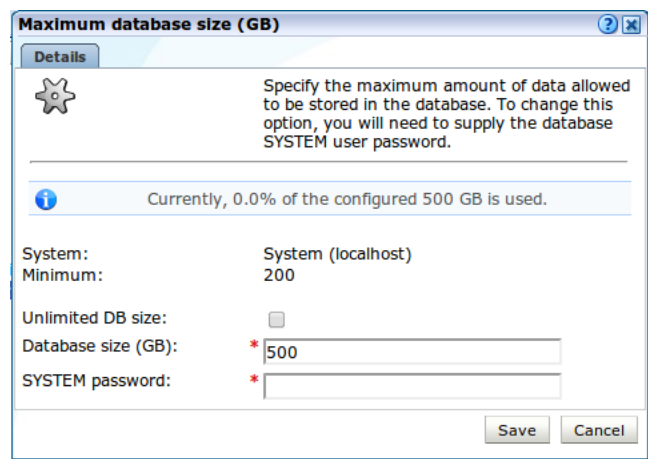 Maximum database size (GB)
Details
Specify the maximum amount of data allowed
to be stored in the database. To change this
option, you will need to supply the database
SYSTEM user password.
Currently, 0.0% of the configured 500 GB is used.
System: System (localhost)
Minimum: 200
Unlimited DB size:
Database size (GB): * 500
SYSTEM password: *
Save Cancel